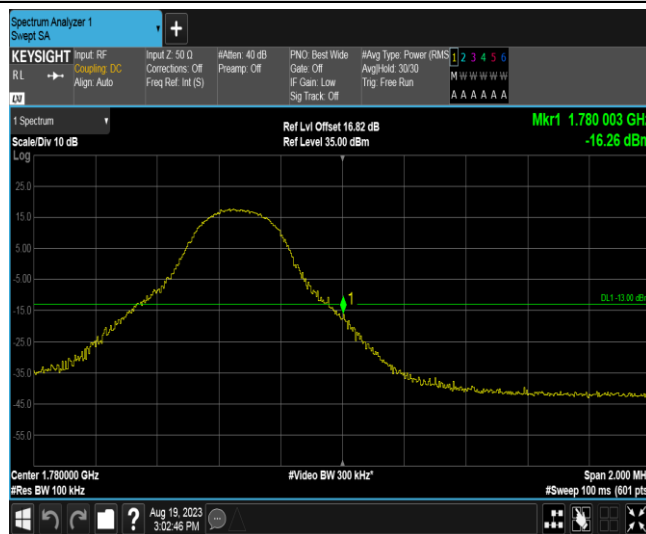 Spectrum Analyzer 1
Swept SA
+
KEYSIGHT
RL
LXI
Input: RF
Coupling: DC
Align: Auto
Input Z: 50 Ω
Corrections: Off
Freq Ref: Int (S)
#Atten: 40 dB
Preamp: Off
PNO: Best Wide
Gate: Off
IF Gain: Low
Sig Track: Off
#Avg Type: Power (RMS
Avg|Hold: 30/30
Trig: Free Run
1 2 3 4 5 6
M W W W W W
A A A A A A
1 Spectrum
Scale/Div 10 dB
Log
Ref Lvl Offset 16.82 dB
Ref Level 35.00 dBm
Mkr1 1.780 003 GHz
-16.26 dBm
25.0
15.0
5.00
-5.00
-15.0
-25.0
-35.0
-45.0
-55.0
1
DL1 -13.00 dBm
Center 1.780000 GHz
#Res BW 100 kHz
#Video BW 300 kHz*
Span 2.000 MH
#Sweep 100 ms (601 pts
?
Aug 19, 2023
3:02:46 PM